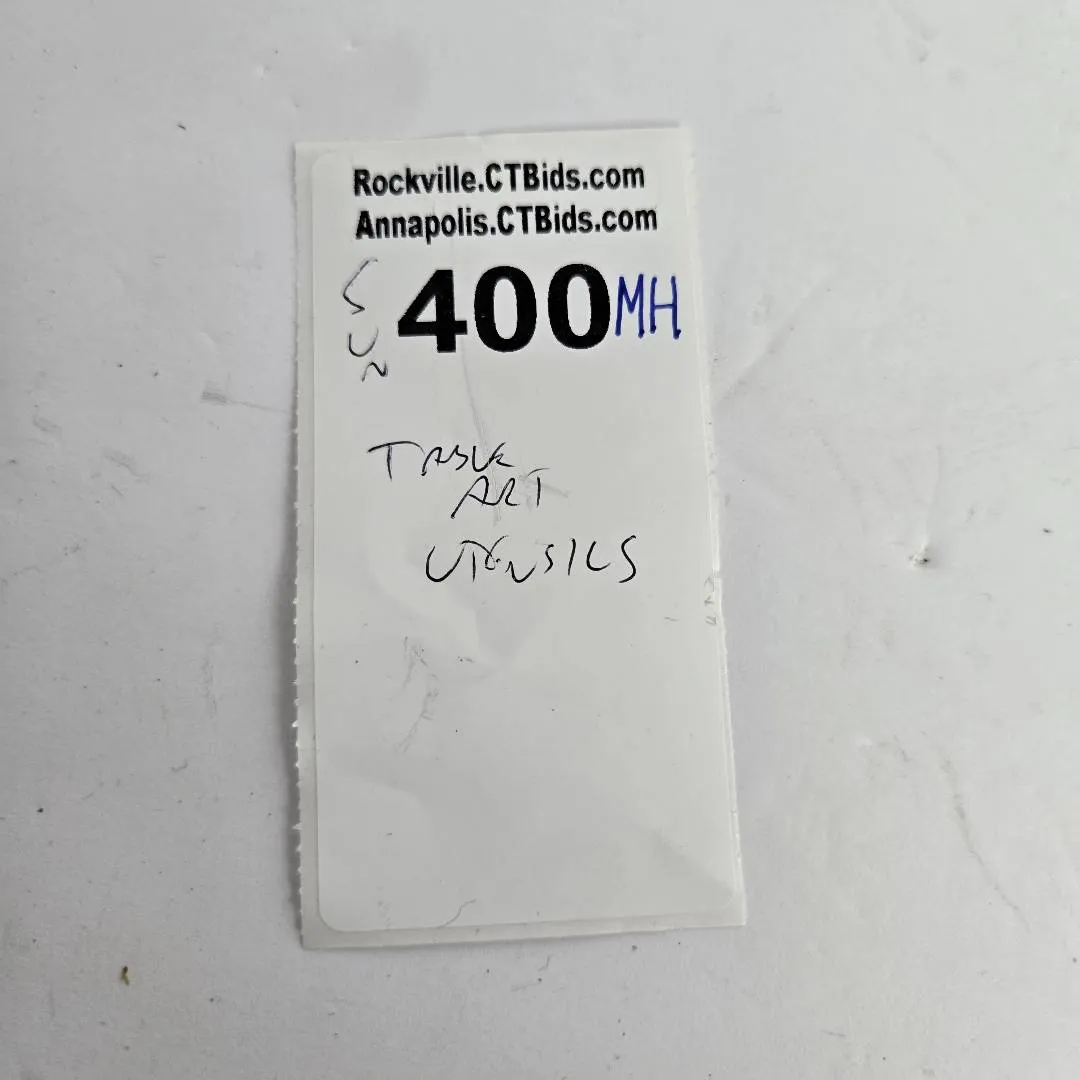 Rockville.CTBids.com
Annapolis.CTBids.com
SUN
400 MH
TABLE
ART
UTENSILS